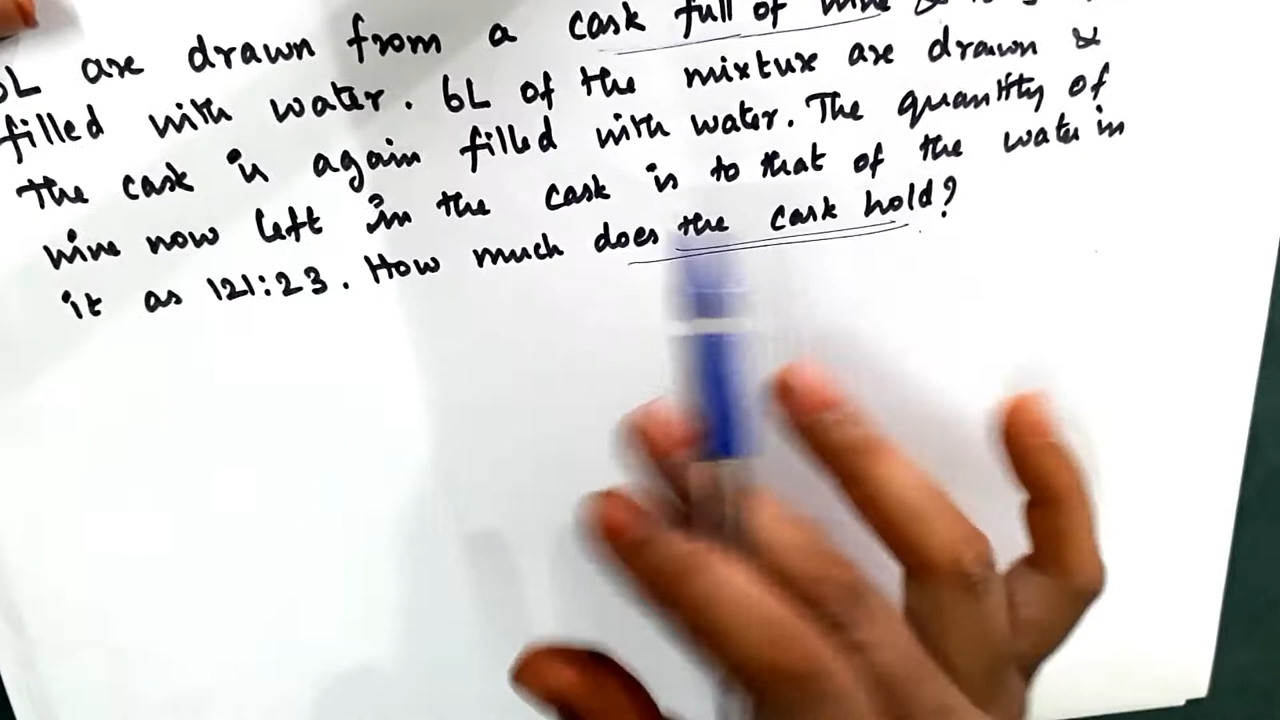 6L are drawn from a cask full of wine &
filled with water. 6L of the mixture are drawn &
The cask is again filled with water. The quantity of
wine now left in the cask is to that of the water in
it as 121:23. How much does the cask hold?